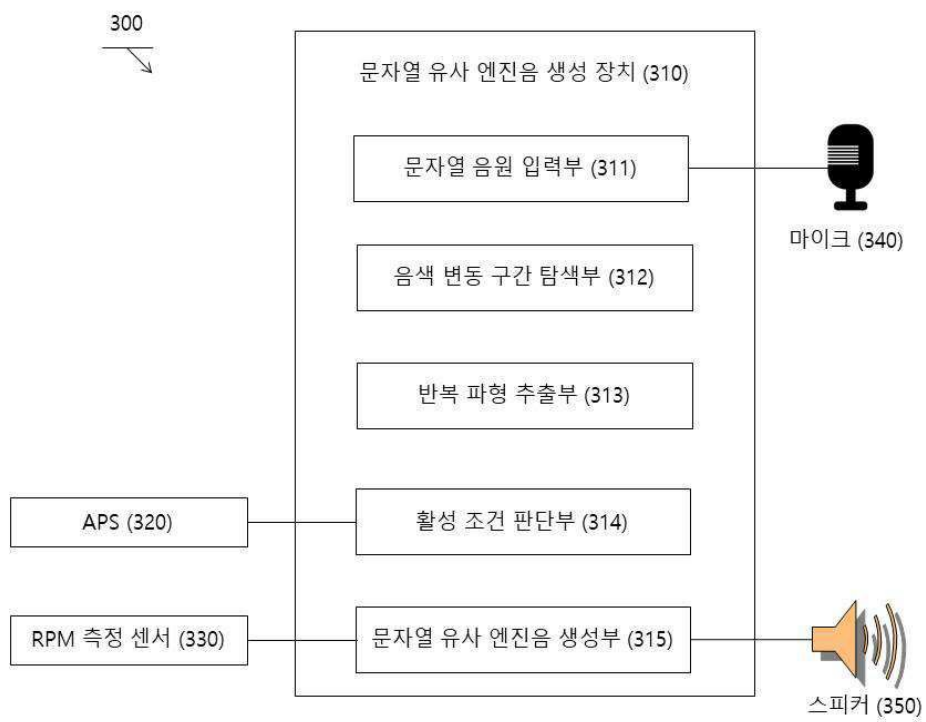 300
문자열 유사 엔진음 생성 장치 (310)
문자열 음원 입력부 (311)
마이크 (340)
음색 변동 구간 탐색부 (312)
반복 파형 추출부 (313)
APS (320)
활성 조건 판단부 (314)
RPM 측정 센서 (330)
문자열 유사 엔진음 생성부 (315)
스피커 (350)